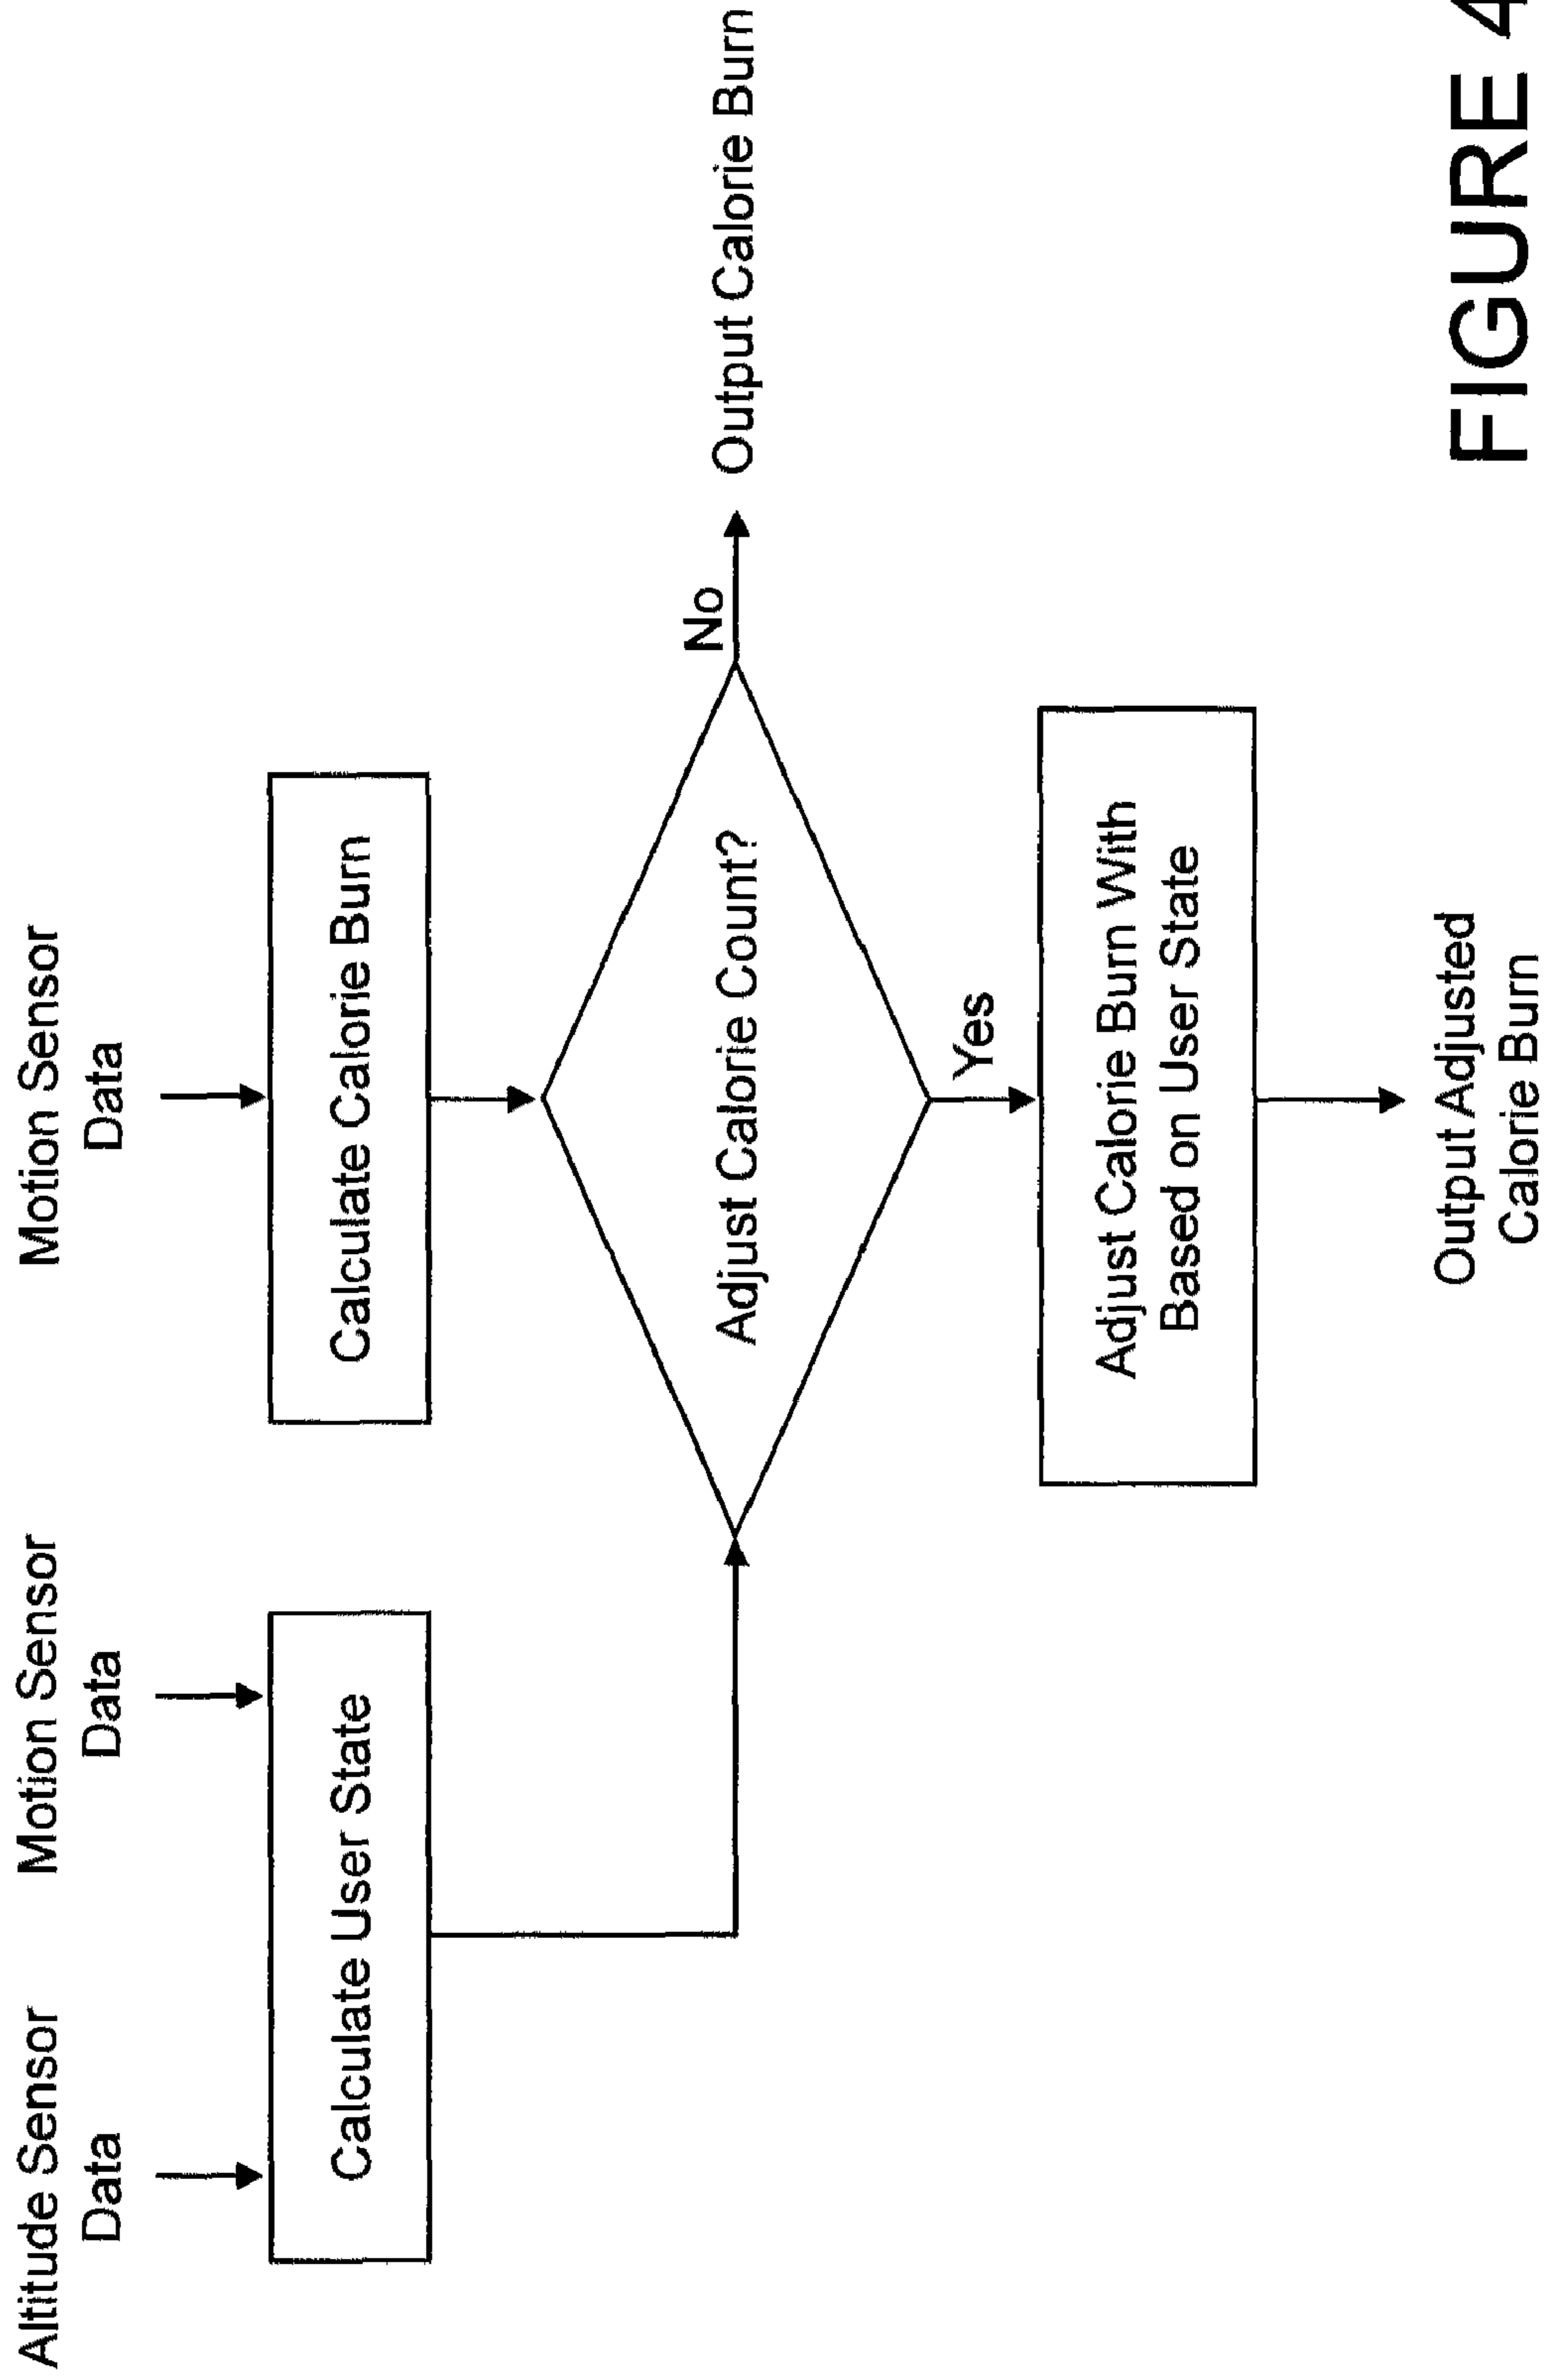 Altitude Sensor
Data
Motion Sensor
Data
Motion Sensor
Data
Calculate User State
Calculate Calorie Burn
Adjust Calorie Count?
No
Output Calorie Burn
Yes
Adjust Calorie Burn With
Based on User State
Output Adjusted
Calorie Burn
FIGURE 4